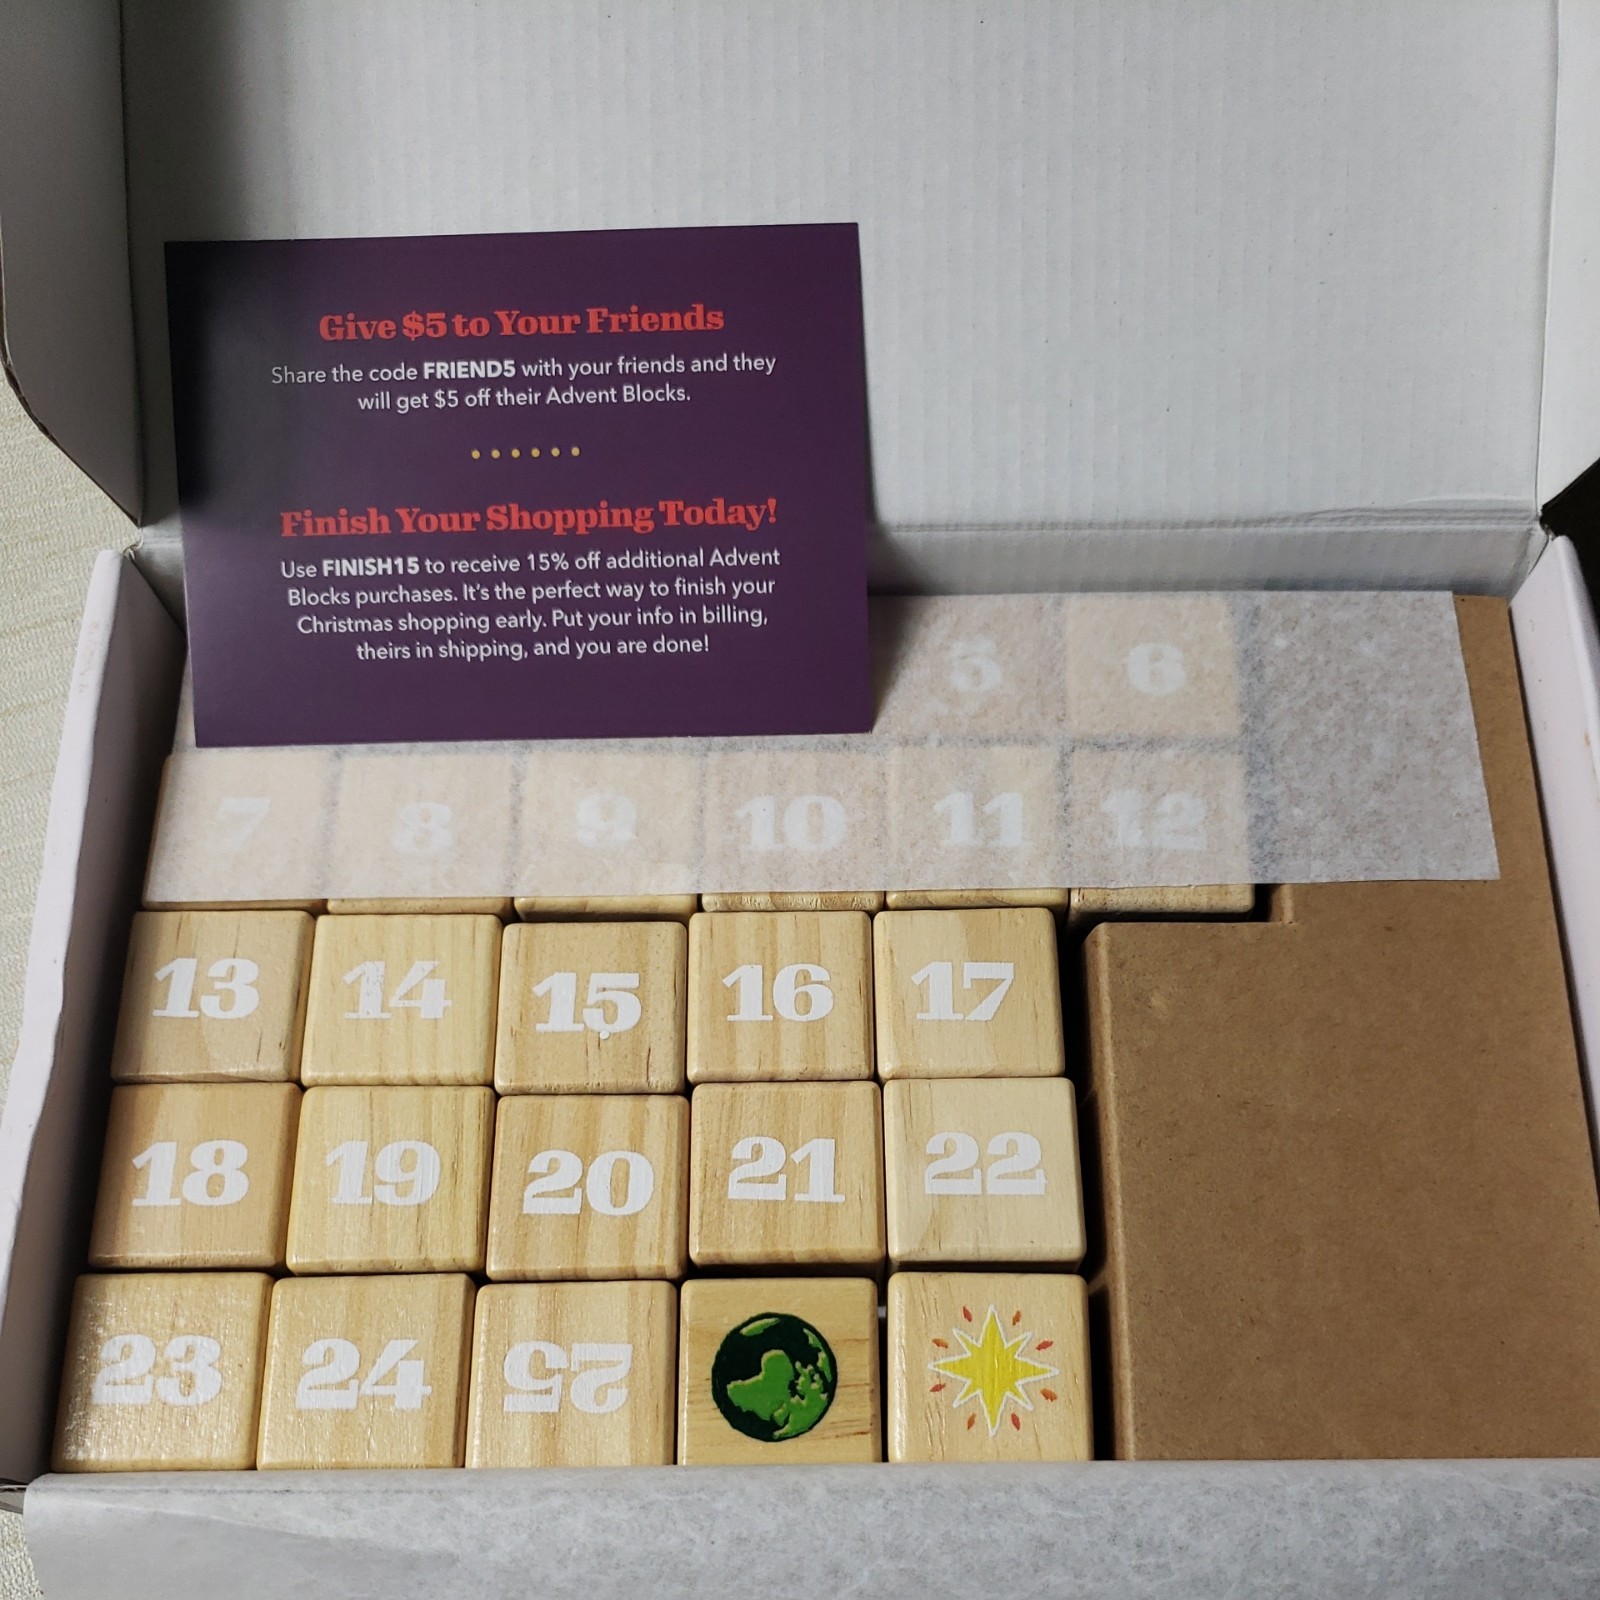 Give $5 to Your Friends
Share the code FRIEND5 with your friends and they
will get $5 off their Advent Blocks.
Finish Your Shopping Today!
Use FINISH15 to receive 15% off additional Advent
Blocks purchases. It's the perfect way to finish your
Christmas shopping early. Put your info in billing,
theirs in shipping, and you are done!
5 6
7 8 9 10 11 12
13 14 15 16 17
18 19 20 21 22
23 24 25